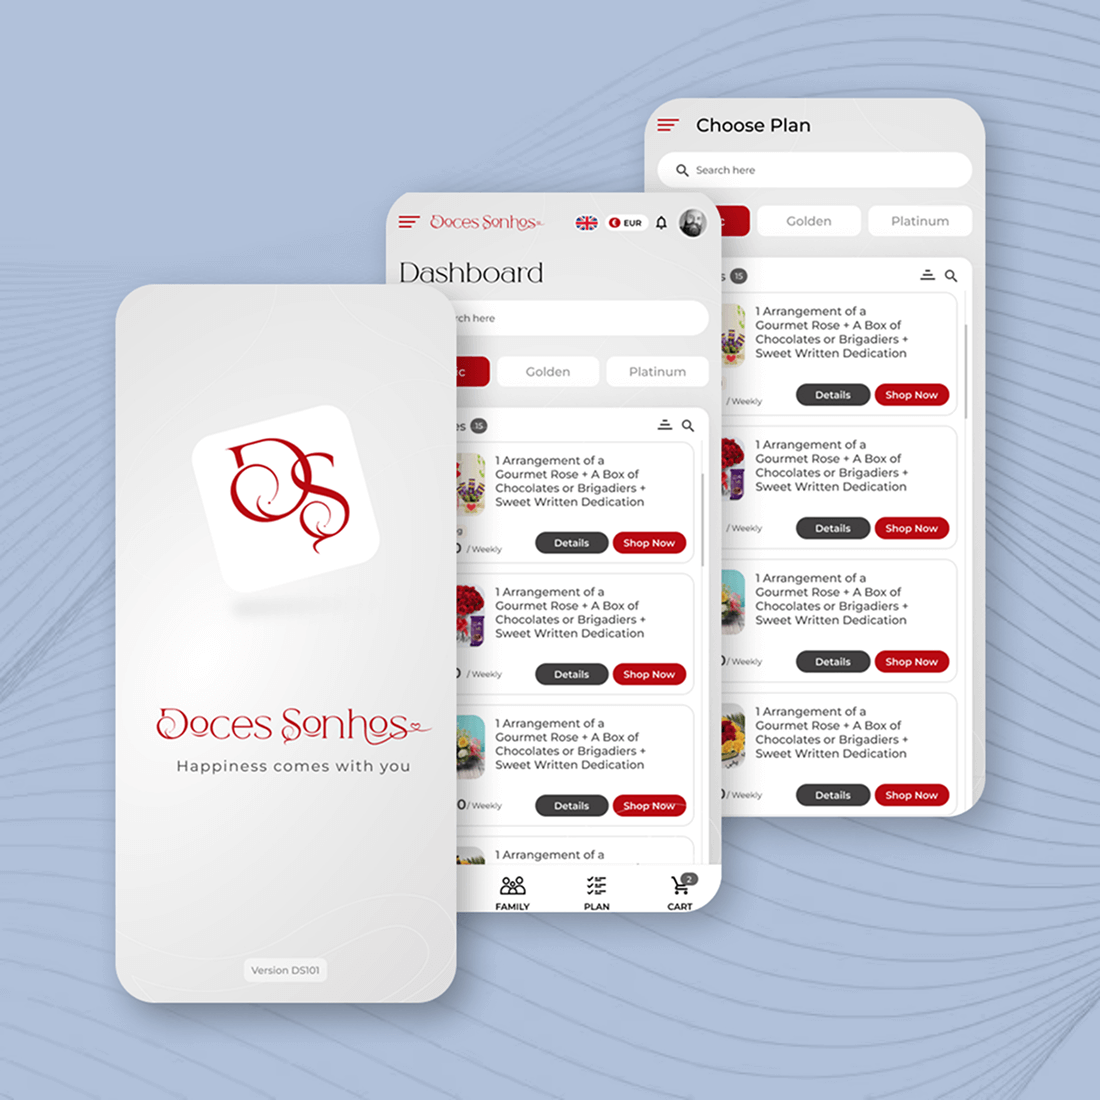 DS
Doces Sonhos
Happiness comes with you
Version DS101
Doces Sonhos
EUR
Dashboard
here
Golden
Platinum
15
1 Arrangement of a
Gourmet Rose + A Box of
Chocolates or Brigadiers +
Sweet Written Dedication
/ Weekly
Details
Shop Now
1 Arrangement of a
Gourmet Rose + A Box of
Chocolates or Brigadiers +
Sweet Written Dedication
/ Weekly
Details
Shop Now
1 Arrangement of a
Gourmet Rose + A Box of
Chocolates or Brigadiers +
Sweet Written Dedication
/ Weekly
Details
Shop Now
1 Arrangement of a
FAMILY
PLAN
2
CART
Choose Plan
Search here
Golden
Platinum
15
1 Arrangement of a
Gourmet Rose + A Box of
Chocolates or Brigadiers +
Sweet Written Dedication
/ Weekly
Details
Shop Now
1 Arrangement of a
Gourmet Rose + A Box of
Chocolates or Brigadiers +
Sweet Written Dedication
/ Weekly
Details
Shop Now
1 Arrangement of a
Gourmet Rose + A Box of
Chocolates or Brigadiers +
Sweet Written Dedication
/ Weekly
Details
Shop Now
1 Arrangement of a
Gourmet Rose + A Box of
Chocolates or Brigadiers +
Sweet Written Dedication
/ Weekly
Details
Shop Now